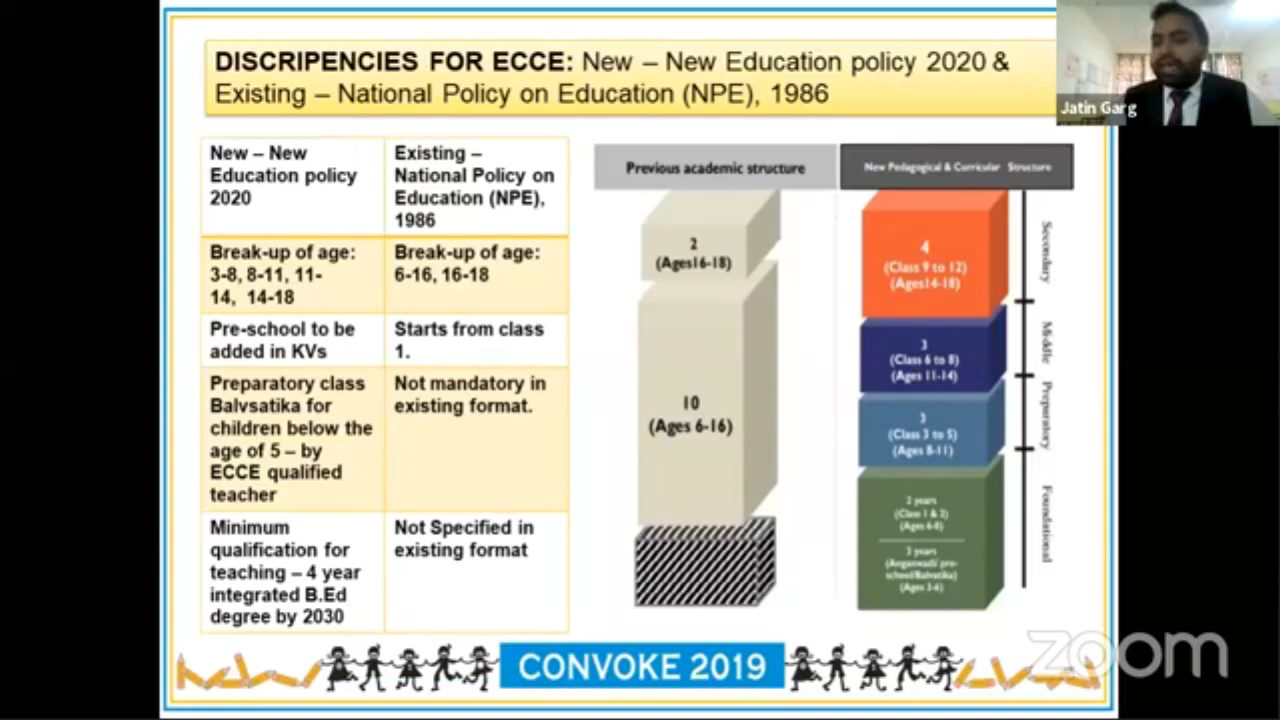 DISCRIPENCIES FOR ECCE: New – New Education policy 2020 &
Existing – National Policy on Education (NPE), 1986
Jatin Garg
New – New
Education policy
2020
Existing –
National Policy on
Education (NPE),
1986
Break-up of age:
3-8, 8-11, 11-
14, 14-18
Break-up of age:
6-16, 16-18
Pre-school to be
added in KVs
Starts from class
1.
Preparatory class
Balvsatika for
children below the
age of 5 – by
ECCE qualified
teacher
Not mandatory in
existing format.
Minimum
qualification for
teaching – 4 year
integrated B.Ed
degree by 2030
Not Specified in
existing format
Previous academic structure
2
(Ages16-18)
10
(Ages 6-16)
New Pedagogical & Curricular Structure
4
(Class 9 to 12)
(Ages14-18)
3
(Class 6 to 8)
(Ages 11-14)
3
(Class 3 to 5)
(Ages 8-11)
2 years
(Class 1 & 2)
(Ages 6-8)
3 years
(Anganwadi/ pre-
school/Balvatika)
(Ages 3-6)
Secondary
Middle
Preparatory
Foundational
CONVOKE 2019
zoom